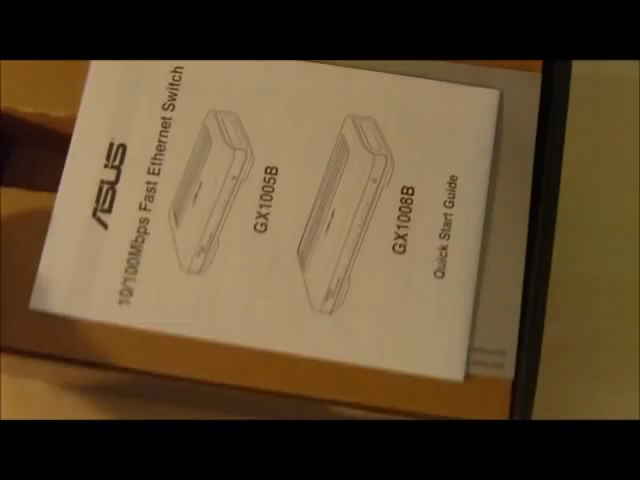 ASUS
10/100Mbps Fast Ethernet Switch
GX1005B
GX1008B
Quick Start Guide